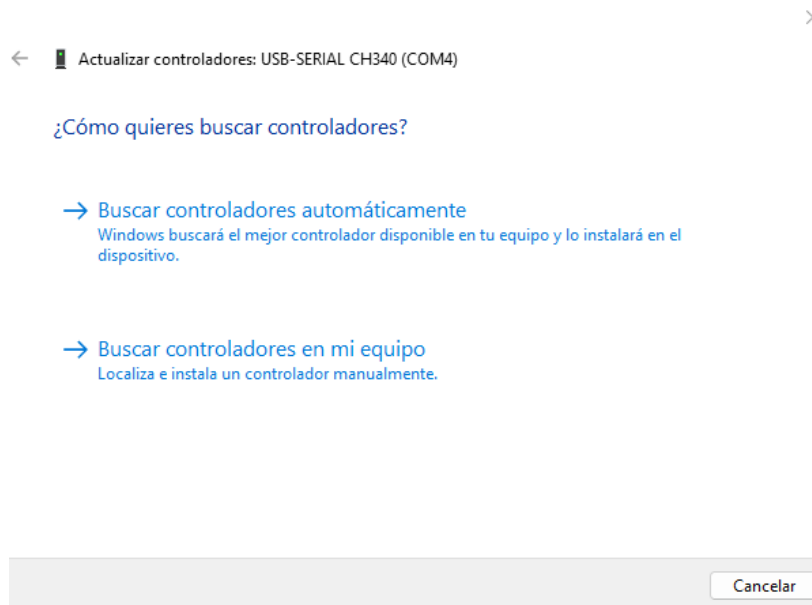 Actualizar controladores: USB-SERIAL CH340 (COM4)
¿Cómo quieres buscar controladores?
Buscar controladores automáticamente
Windows buscará el mejor controlador disponible en tu equipo y lo instalará en el
dispositivo.
Buscar controladores en mi equipo
Localiza e instala un controlador manualmente.
Cancelar